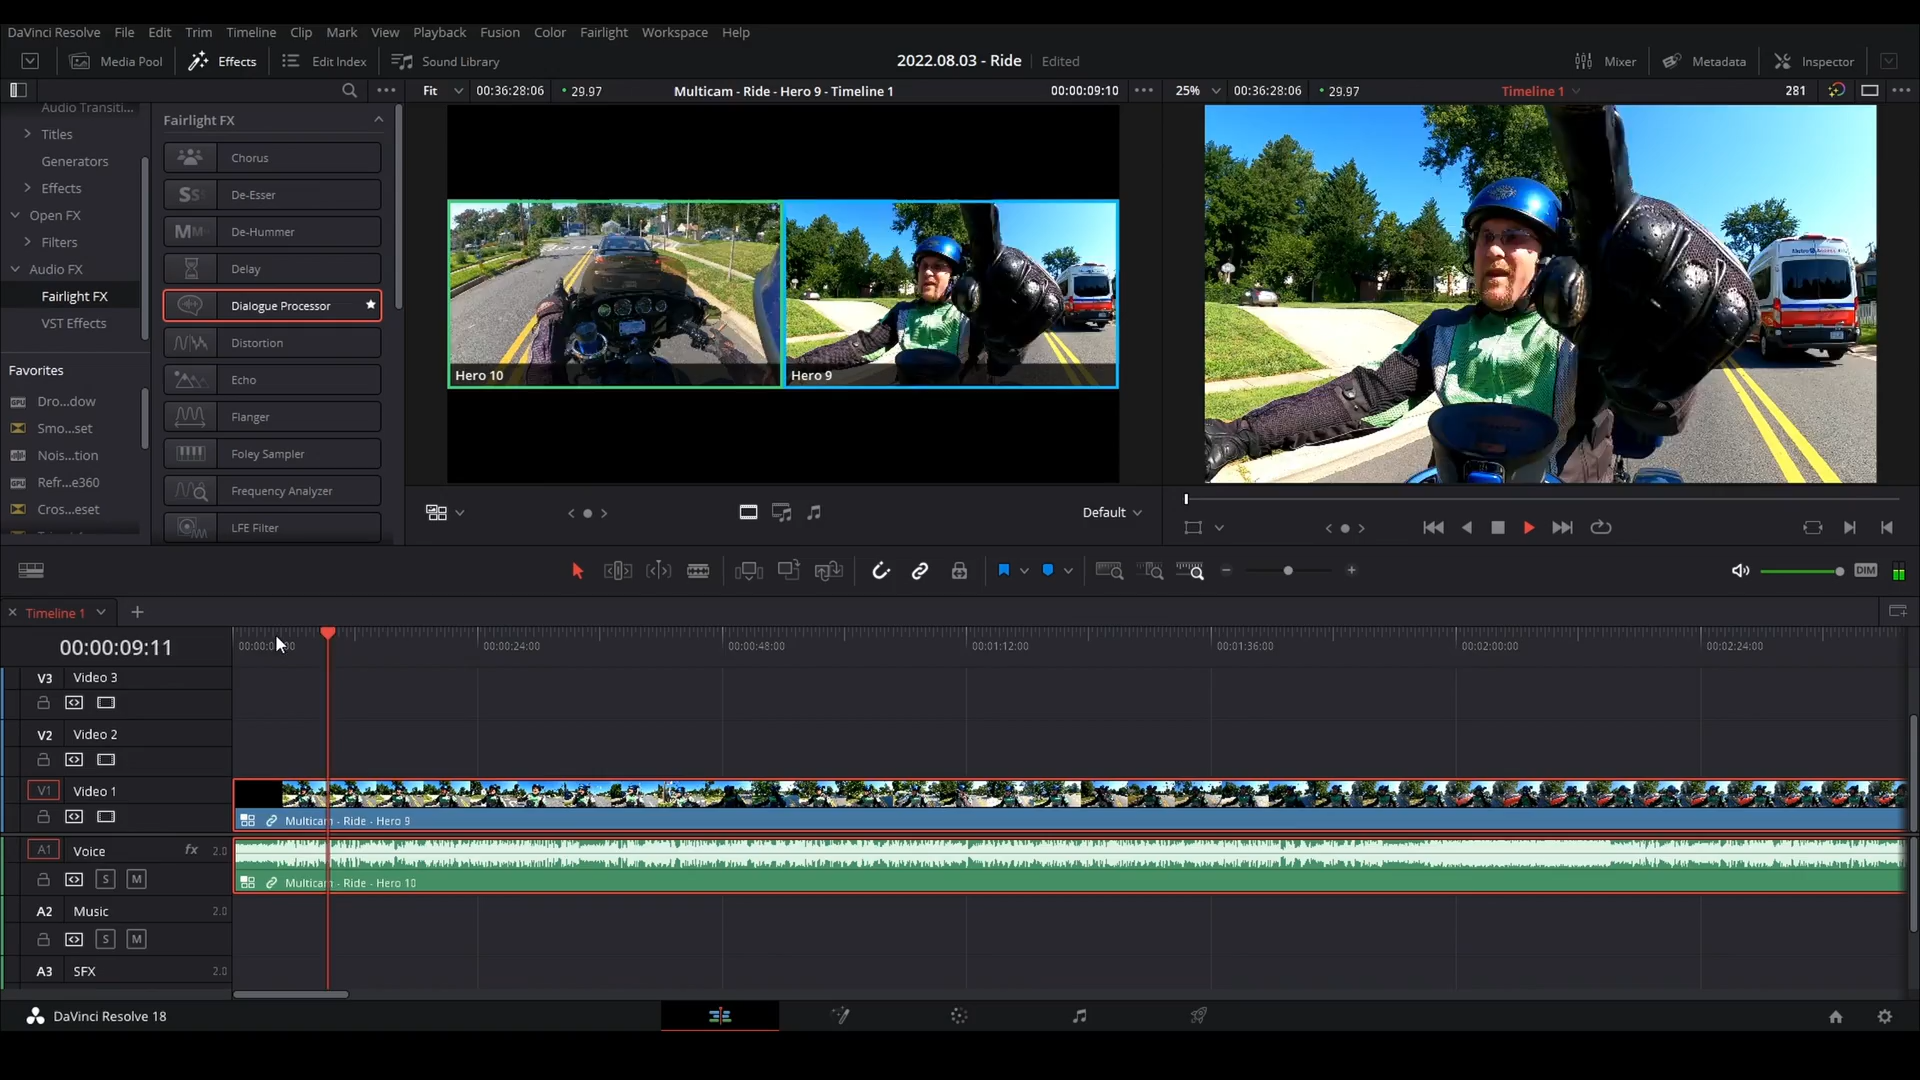 DaVinci Resolve File Edit Trim Timeline Clip Mark View Playback Fusion Color Fairlight Workspace Help
Media Pool Effects Edit Index Sound Library 2022.08.03 - Ride Edited Mixer Metadata Inspector
Fit 00:36:28:06 29.97 Multicam - Ride - Hero 9 - Timeline 1 00:00:09:10 25% 00:36:28:06 29.97 Timeline 1 281
Audio Transiti...
Titles
Generators
Effects
Open FX
Filters
Audio FX
Fairlight FX
VST Effects
Favorites
Dro...dow
Smo...set
Nois...tion
Refr...e360
Cros...eset
Fairlight FX
Chorus
De-Esser
De-Hummer
Delay
Dialogue Processor
Distortion
Echo
Flanger
Foley Sampler
Frequency Analyzer
LFE Filter
Hero 10
Hero 9
Default
DIM
Timeline 1
00:00:09:11
00:00:24:00 00:00:48:00 00:01:12:00 00:01:36:00 00:02:00:00 00:02:24:00
V3 Video 3
V2 Video 2
V1 Video 1
Multicam - Ride - Hero 9
A1 Voice fx 2.0
S M
Multicam - Ride - Hero 10
A2 Music 2.0
S M
A3 SFX 2.0
DaVinci Resolve 18